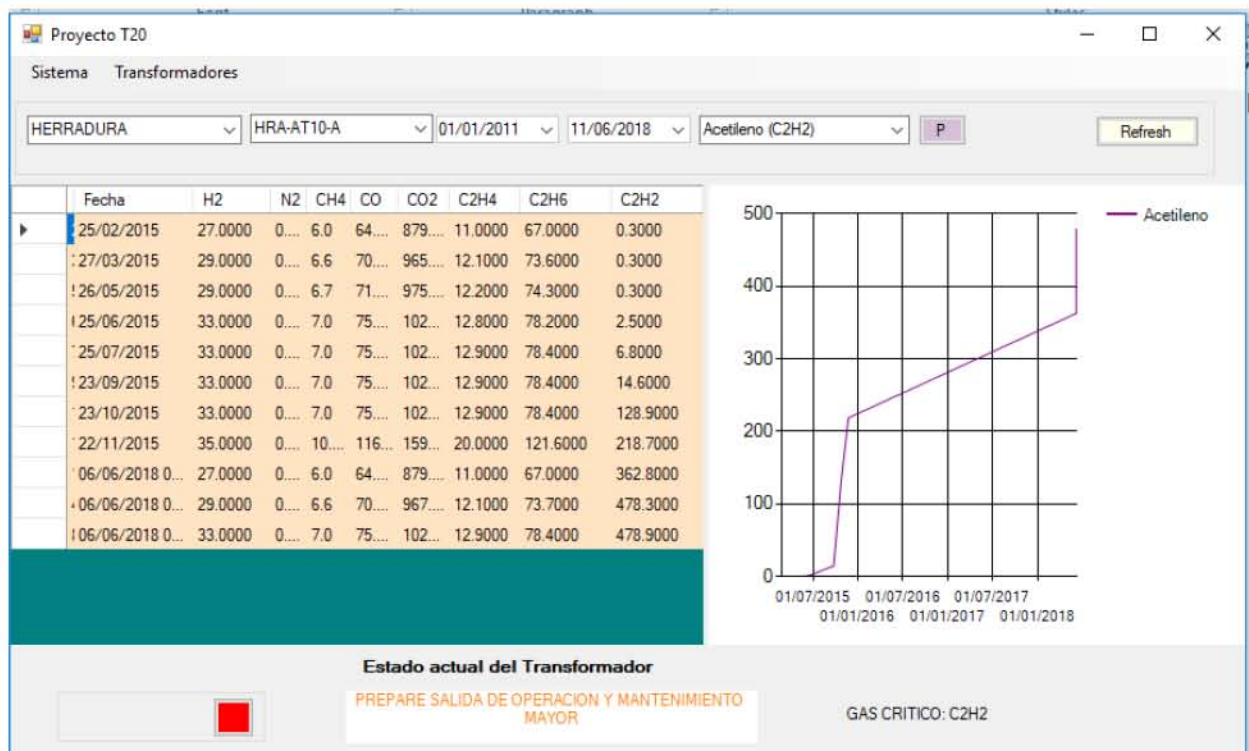 Proyecto T20
Sistema Transformadores
HERRADURA HRA-AT10-A 01/01/2011 11/06/2018 Acetileno (C2H2) P Refresh
Fecha H2 N2 CH4 CO CO2 C2H4 C2H6 C2H2
25/02/2015 27.0000 0.... 6.0 64.... 879.... 11.0000 67.0000 0.3000
27/03/2015 29.0000 0.... 6.6 70.... 965.... 12.1000 73.6000 0.3000
26/05/2015 29.0000 0.... 6.7 71.... 975.... 12.2000 74.3000 0.3000
25/06/2015 33.0000 0.... 7.0 75.... 102... 12.8000 78.2000 2.5000
25/07/2015 33.0000 0.... 7.0 75.... 102... 12.9000 78.4000 6.8000
23/09/2015 33.0000 0.... 7.0 75.... 102... 12.9000 78.4000 14.6000
23/10/2015 33.0000 0.... 7.0 75.... 102... 12.9000 78.4000 128.9000
22/11/2015 35.0000 0.... 10.... 116... 159... 20.0000 121.6000 218.7000
06/06/2018 0... 27.0000 0.... 6.0 64.... 879.... 11.0000 67.0000 362.8000
06/06/2018 0... 29.0000 0.... 6.6 70.... 967.... 12.1000 73.7000 478.3000
06/06/2018 0... 33.0000 0.... 7.0 75.... 102... 12.9000 78.4000 478.9000
500
Acetileno
400
300
200
100
0
01/07/2015 01/07/2016 01/07/2017
01/01/2016 01/01/2017 01/01/2018
Estado actual del Transformador
PREPARE SALIDA DE OPERACION Y MANTENIMIENTO
MAYOR
GAS CRITICO: C2H2